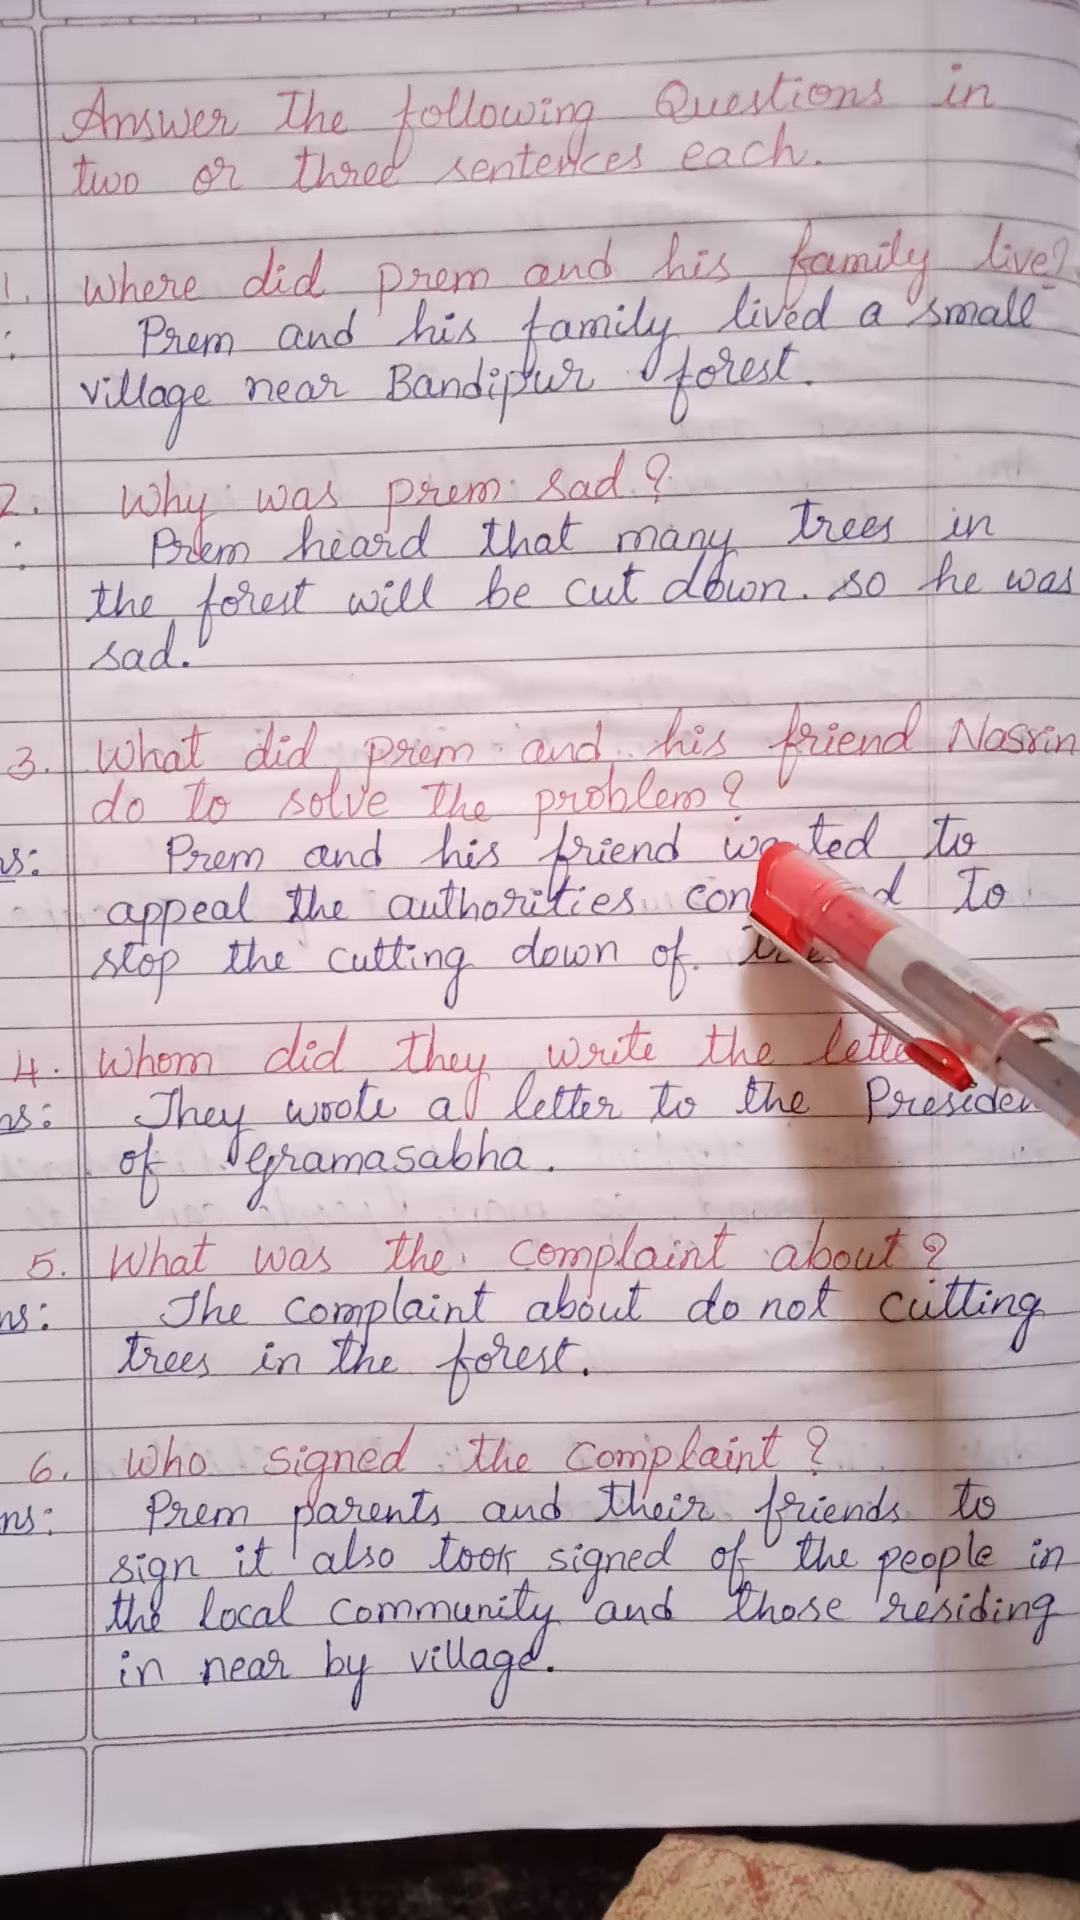 Answer The following Questions in
two or three sentences each.
1. Where did prem and his family live?
: Prem and his family lived a small
village near Bandipur forest.
2. Why was prem sad?
: Prem heard that many trees in
the forest will be cut down. so he was
sad.
3. What did prem and his friend Nasrin
do to solve the problem?
ns: Prem and his friend wanted to
appeal the authorities to
stop the cutting down of.
4. Whom did they write the
ns: They wrote a letter to the
of gramasabha.
5. What was the complaint about?
ns: The complaint about do not cutting
trees in the forest.
6. Who signed the complaint?
ns: Prem parents and their friends to
sign it also took signed of the people in
the local community and those residing
in near by village.